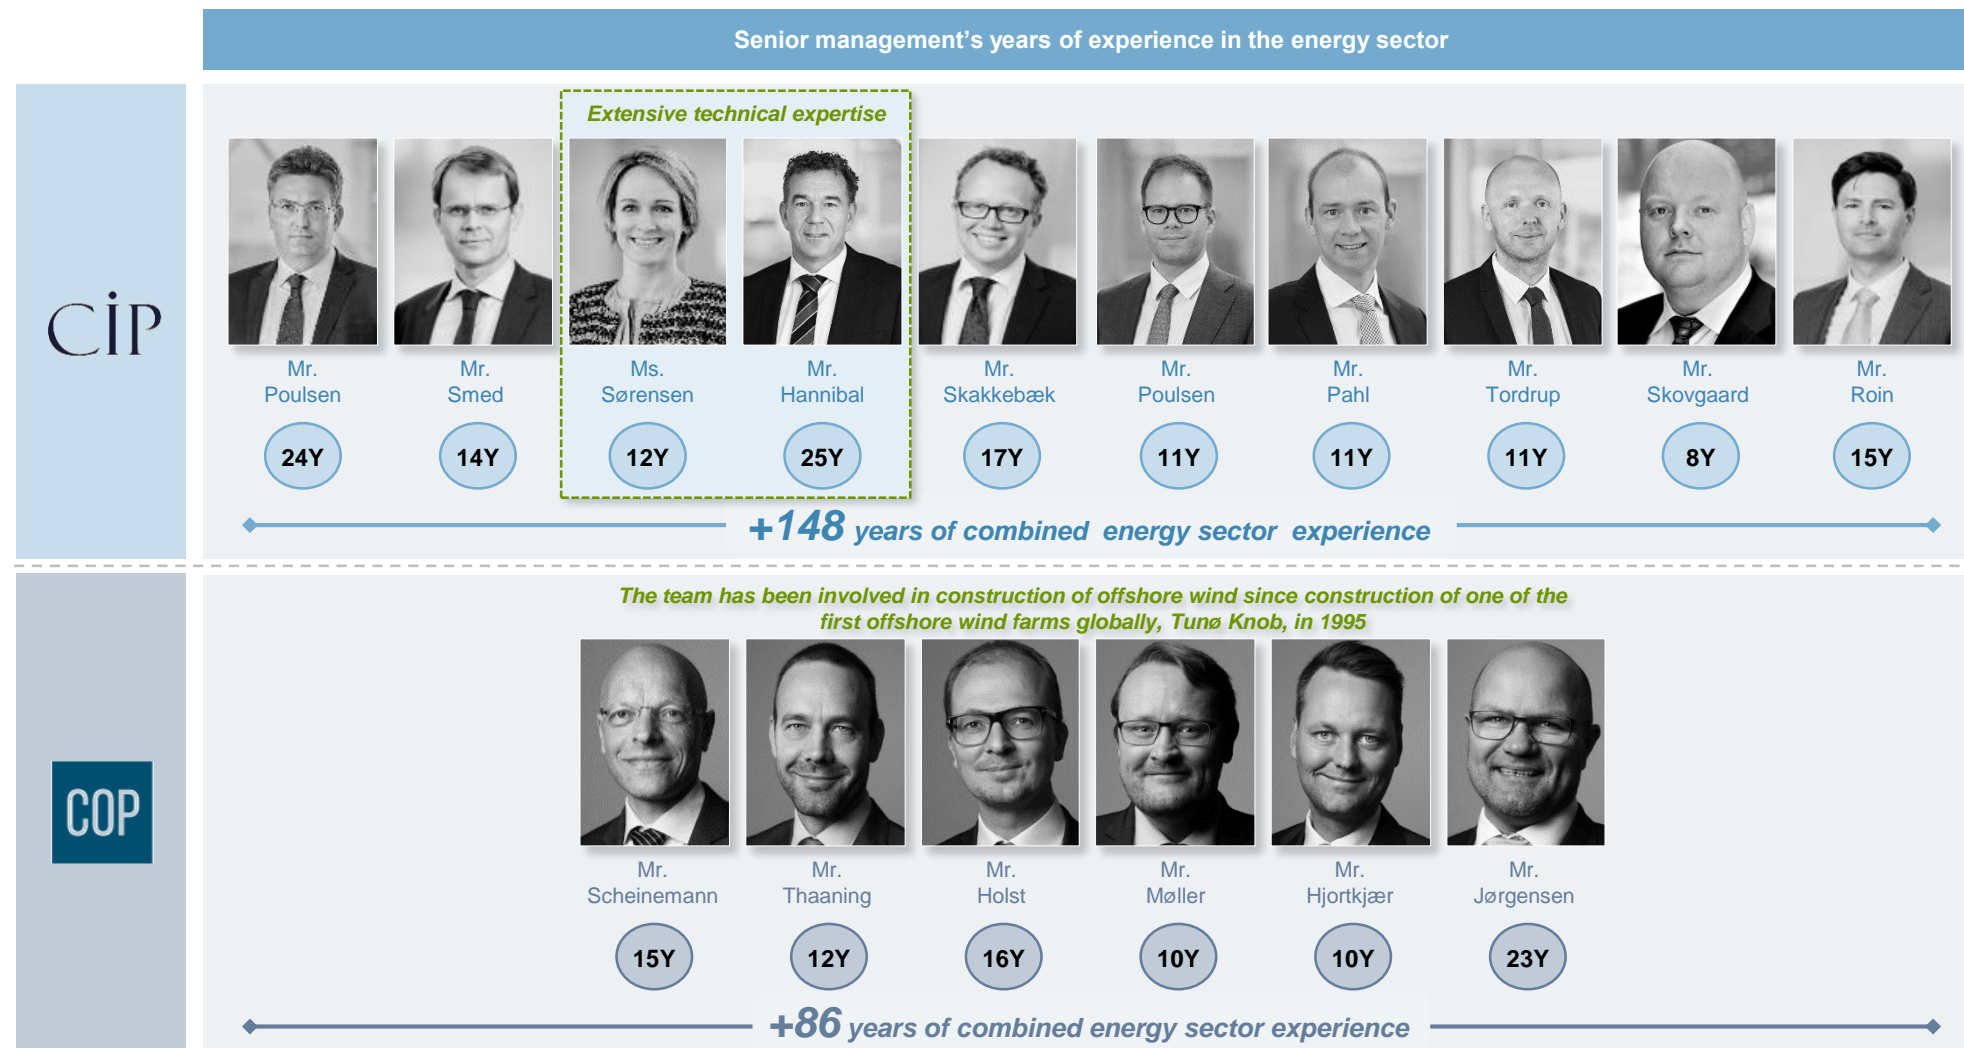 Senior management’s years of experience in the energy sector
CIP
Extensive technical expertise
Mr.
Poulsen
Mr.
Smed
Ms.
Sørensen
Mr.
Hannibal
Mr.
Skakkebæk
Mr.
Poulsen
Mr.
Pahl
Mr.
Tordrup
Mr.
Skovgaard
Mr.
Roin
24Y
14Y
12Y
25Y
17Y
11Y
11Y
11Y
8Y
15Y
+148 years of combined energy sector experience
COP
The team has been involved in construction of offshore wind since construction of one of the
first offshore wind farms globally, Tunø Knob, in 1995
Mr.
Scheinemann
Mr.
Thaaning
Mr.
Holst
Mr.
Møller
Mr.
Hjortkjær
Mr.
Jørgensen
15Y
12Y
16Y
10Y
10Y
23Y
+86 years of combined energy sector experience